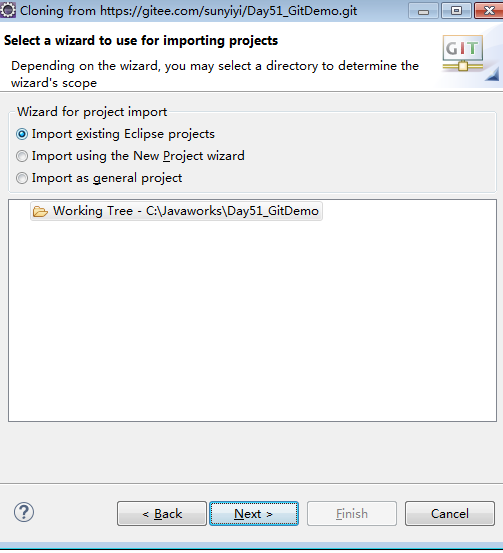 Cloning from https://gitee.com/sunyiyi/Day51_GitDemo.git
Select a wizard to use for importing projects
Depending on the wizard, you may select a directory to determine the
wizard's scope
GIT
Wizard for project import
Import existing Eclipse projects
Import using the New Project wizard
Import as general project
Working Tree - C:\Javaworks\Day51_GitDemo
?
< Back
Next >
Finish
Cancel